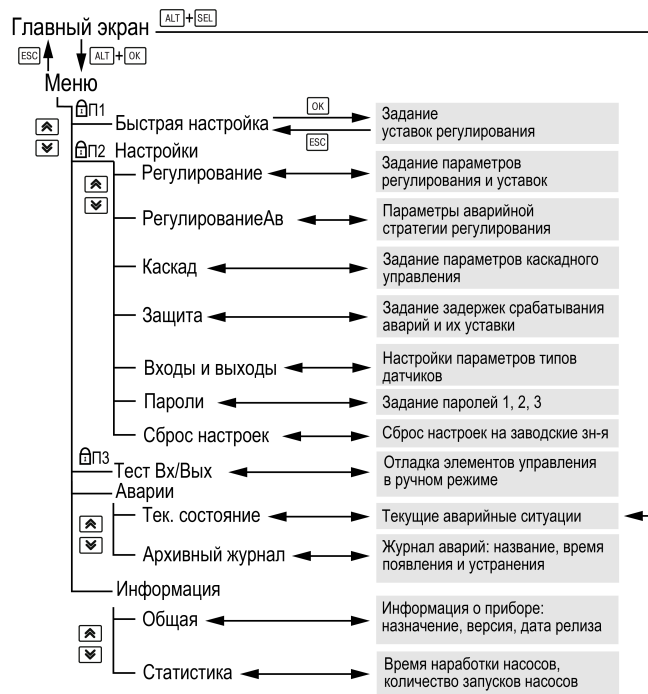 Главный экран ALT+SEL
ESC ALT+OK
Меню
П1
Быстрая настройка OK ESC
Задание
уставок регулирования
П2 Настройки
Регулирование
Задание параметров
регулирования и уставок
РегулированиеАв
Параметры аварийной
стратегии регулирования
Каскад
Задание параметров каскадного
управления
Защита
Задание задержек срабатывания
аварий и их уставки
Входы и выходы
Настройки параметров типов
датчиков
Пароли
Задание паролей 1, 2, 3
Сброс настроек
Сброс настроек на заводские зн-я
П3
Тест Вх/Вых
Отладка элементов управления
в ручном режиме
Аварии
Тек. состояние
Текущие аварийные ситуации
Архивный журнал
Журнал аварий: название, время
появления и устранения
Информация
Общая
Информация о приборе:
назначение, версия, дата релиза
Статистика
Время наработки насосов,
количество запусков насосов